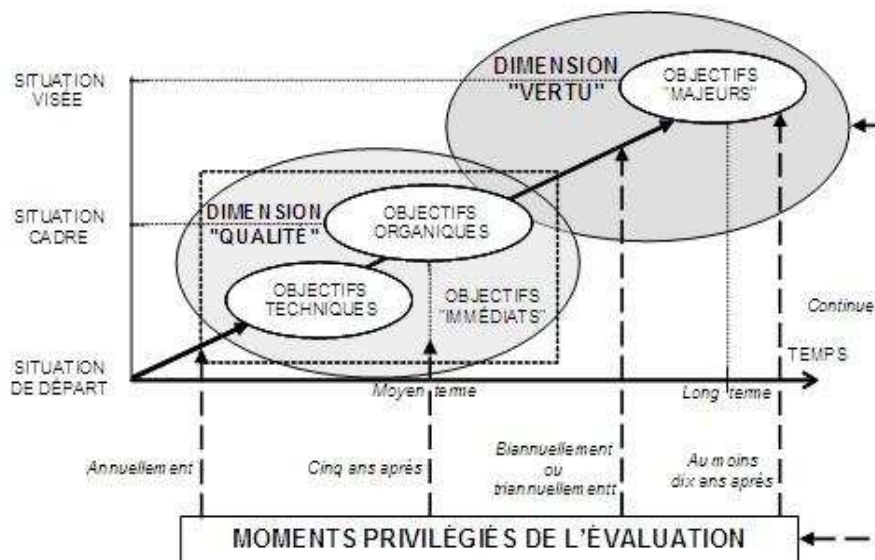 SITUATION
VISÉE
DIMENSION
"VERTU"
OBJECTIFS
"MAJEURS"
SITUATION
CADRE
DIMENSION
"QUALITÉ"
OBJECTIFS
ORGANIQUES
OBJECTIFS
TECHNIQUES
OBJECTIFS
"IMMÉDIATS"
Continue
SITUATION
DE DÉPART
TEMPS
Moyen terme
Long terme
Annuellement
Cinq ans après
Biannuellement
ou
triannuellementt
Au moins
dix ans après
MOMENTS PRIVILÉGIÉS DE L'ÉVALUATION